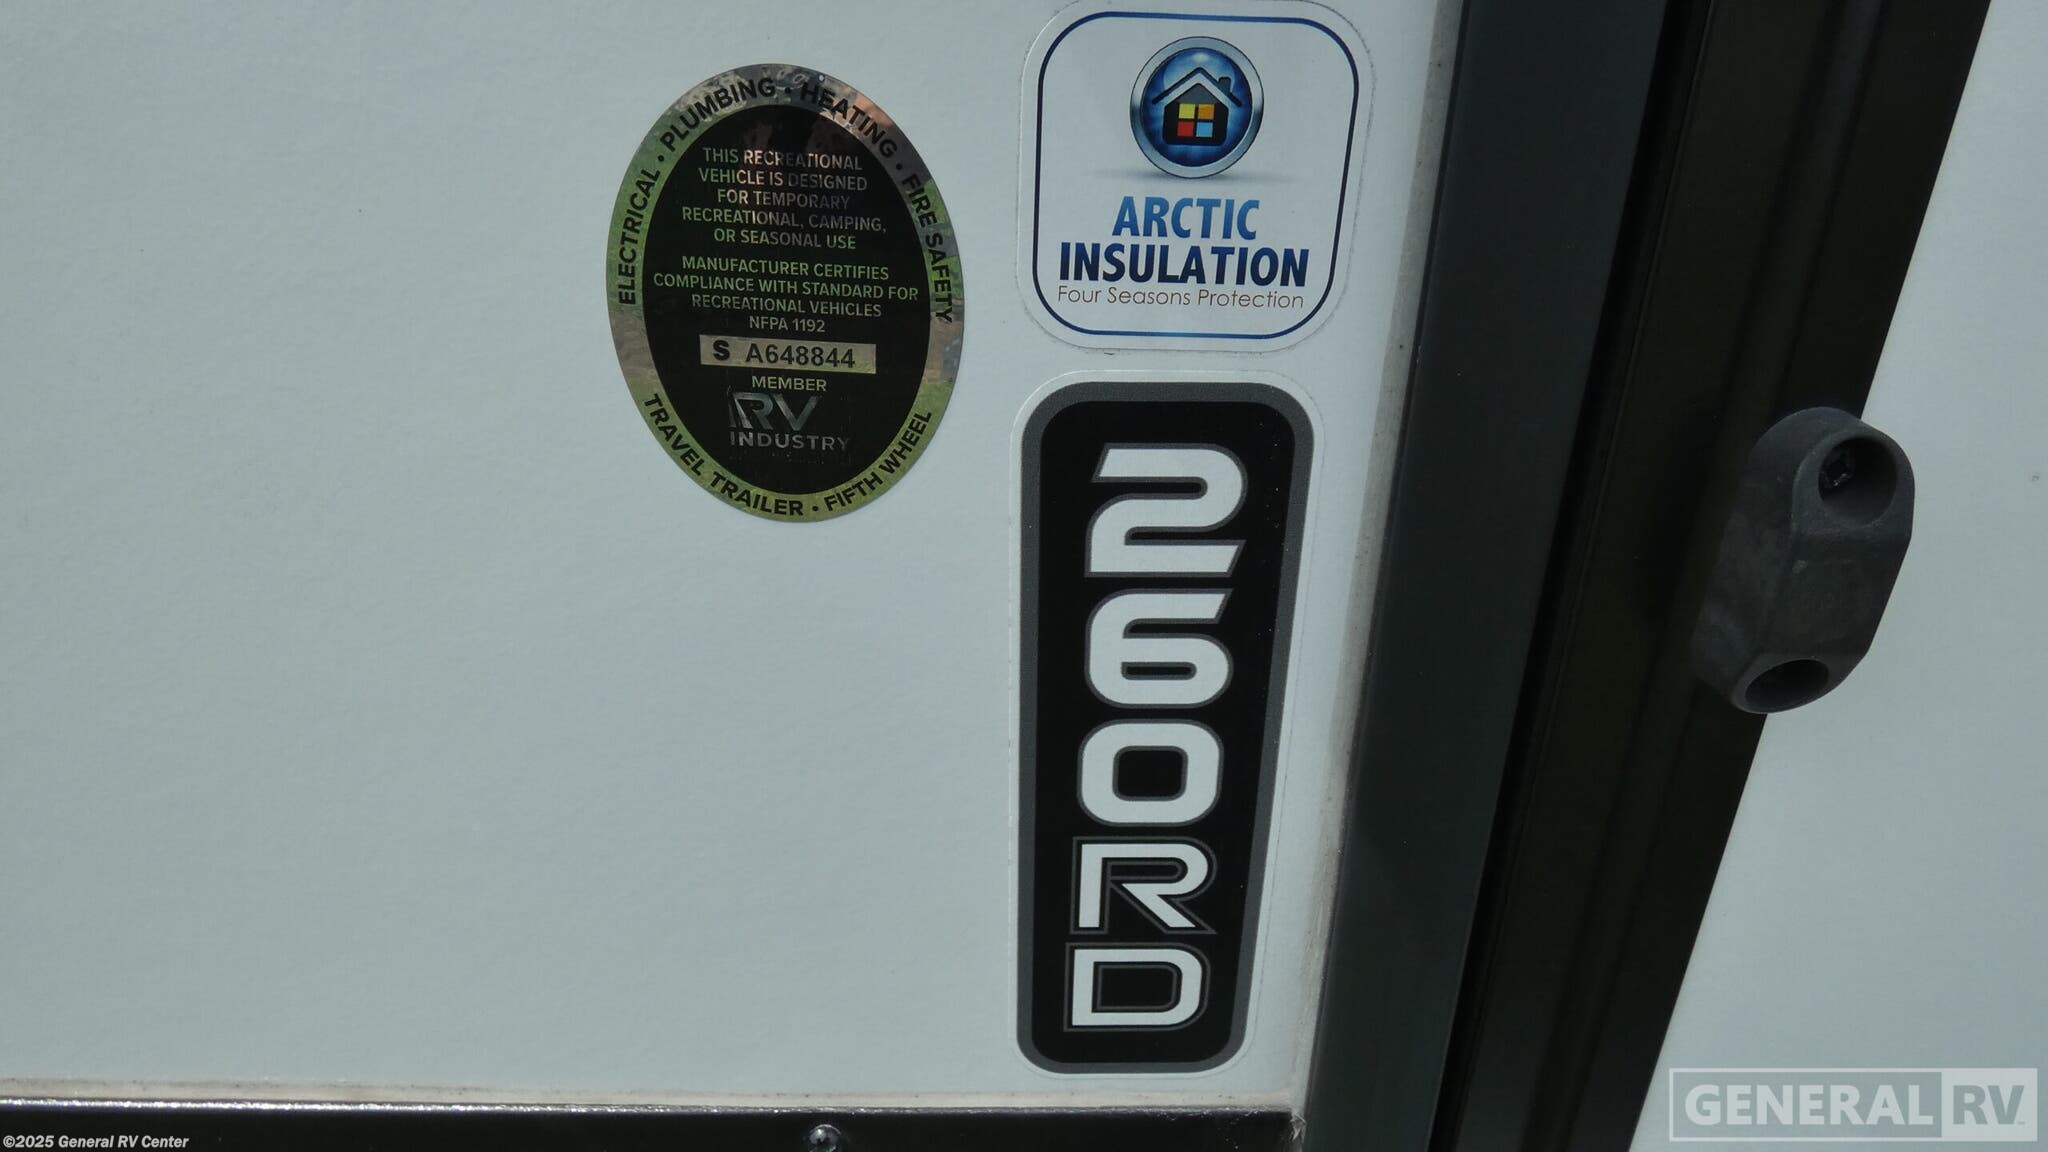 ELECTRICAL · PLUMBING · HEATING · FIRE SAFETY
THIS RECREATIONAL
VEHICLE IS DESIGNED
FOR TEMPORARY
RECREATIONAL, CAMPING,
OR SEASONAL USE
MANUFACTURER CERTIFIES
COMPLIANCE WITH STANDARD FOR
RECREATIONAL VEHICLES
NFPA 1192
S A648844
MEMBER
RV
INDUSTRY
TRAVEL TRAILER · FIFTH WHEEL
ARCTIC
INSULATION
Four Seasons Protection
260RD
GENERAL RV
©2025 General RV Center